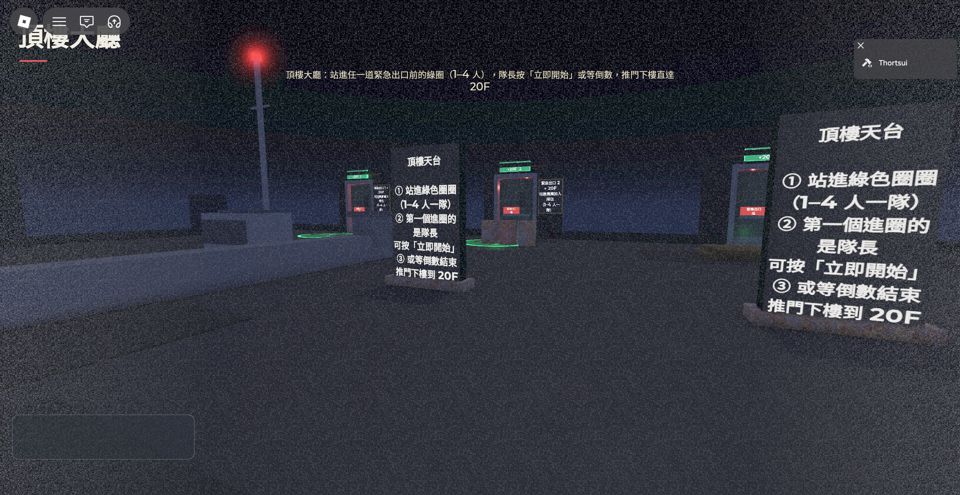 頂樓大廳
頂樓大廳：站進任一道緊急出口前的綠圈（1–4 人），隊長按「立即開始」或等倒數，推門下樓直達
20F
Thortsui
頂樓天台
① 站進綠色圈圈
（1–4 人一隊）
② 第一個進圈的
是隊長
可按「立即開始」
③ 或等倒數結束
推門下樓到 20F
頂樓天台
① 站進綠色圈圈
（1–4 人一隊）
② 第一個進圈的
是隊長
可按「立即開始」
③ 或等倒數結束
推門下樓到 20F